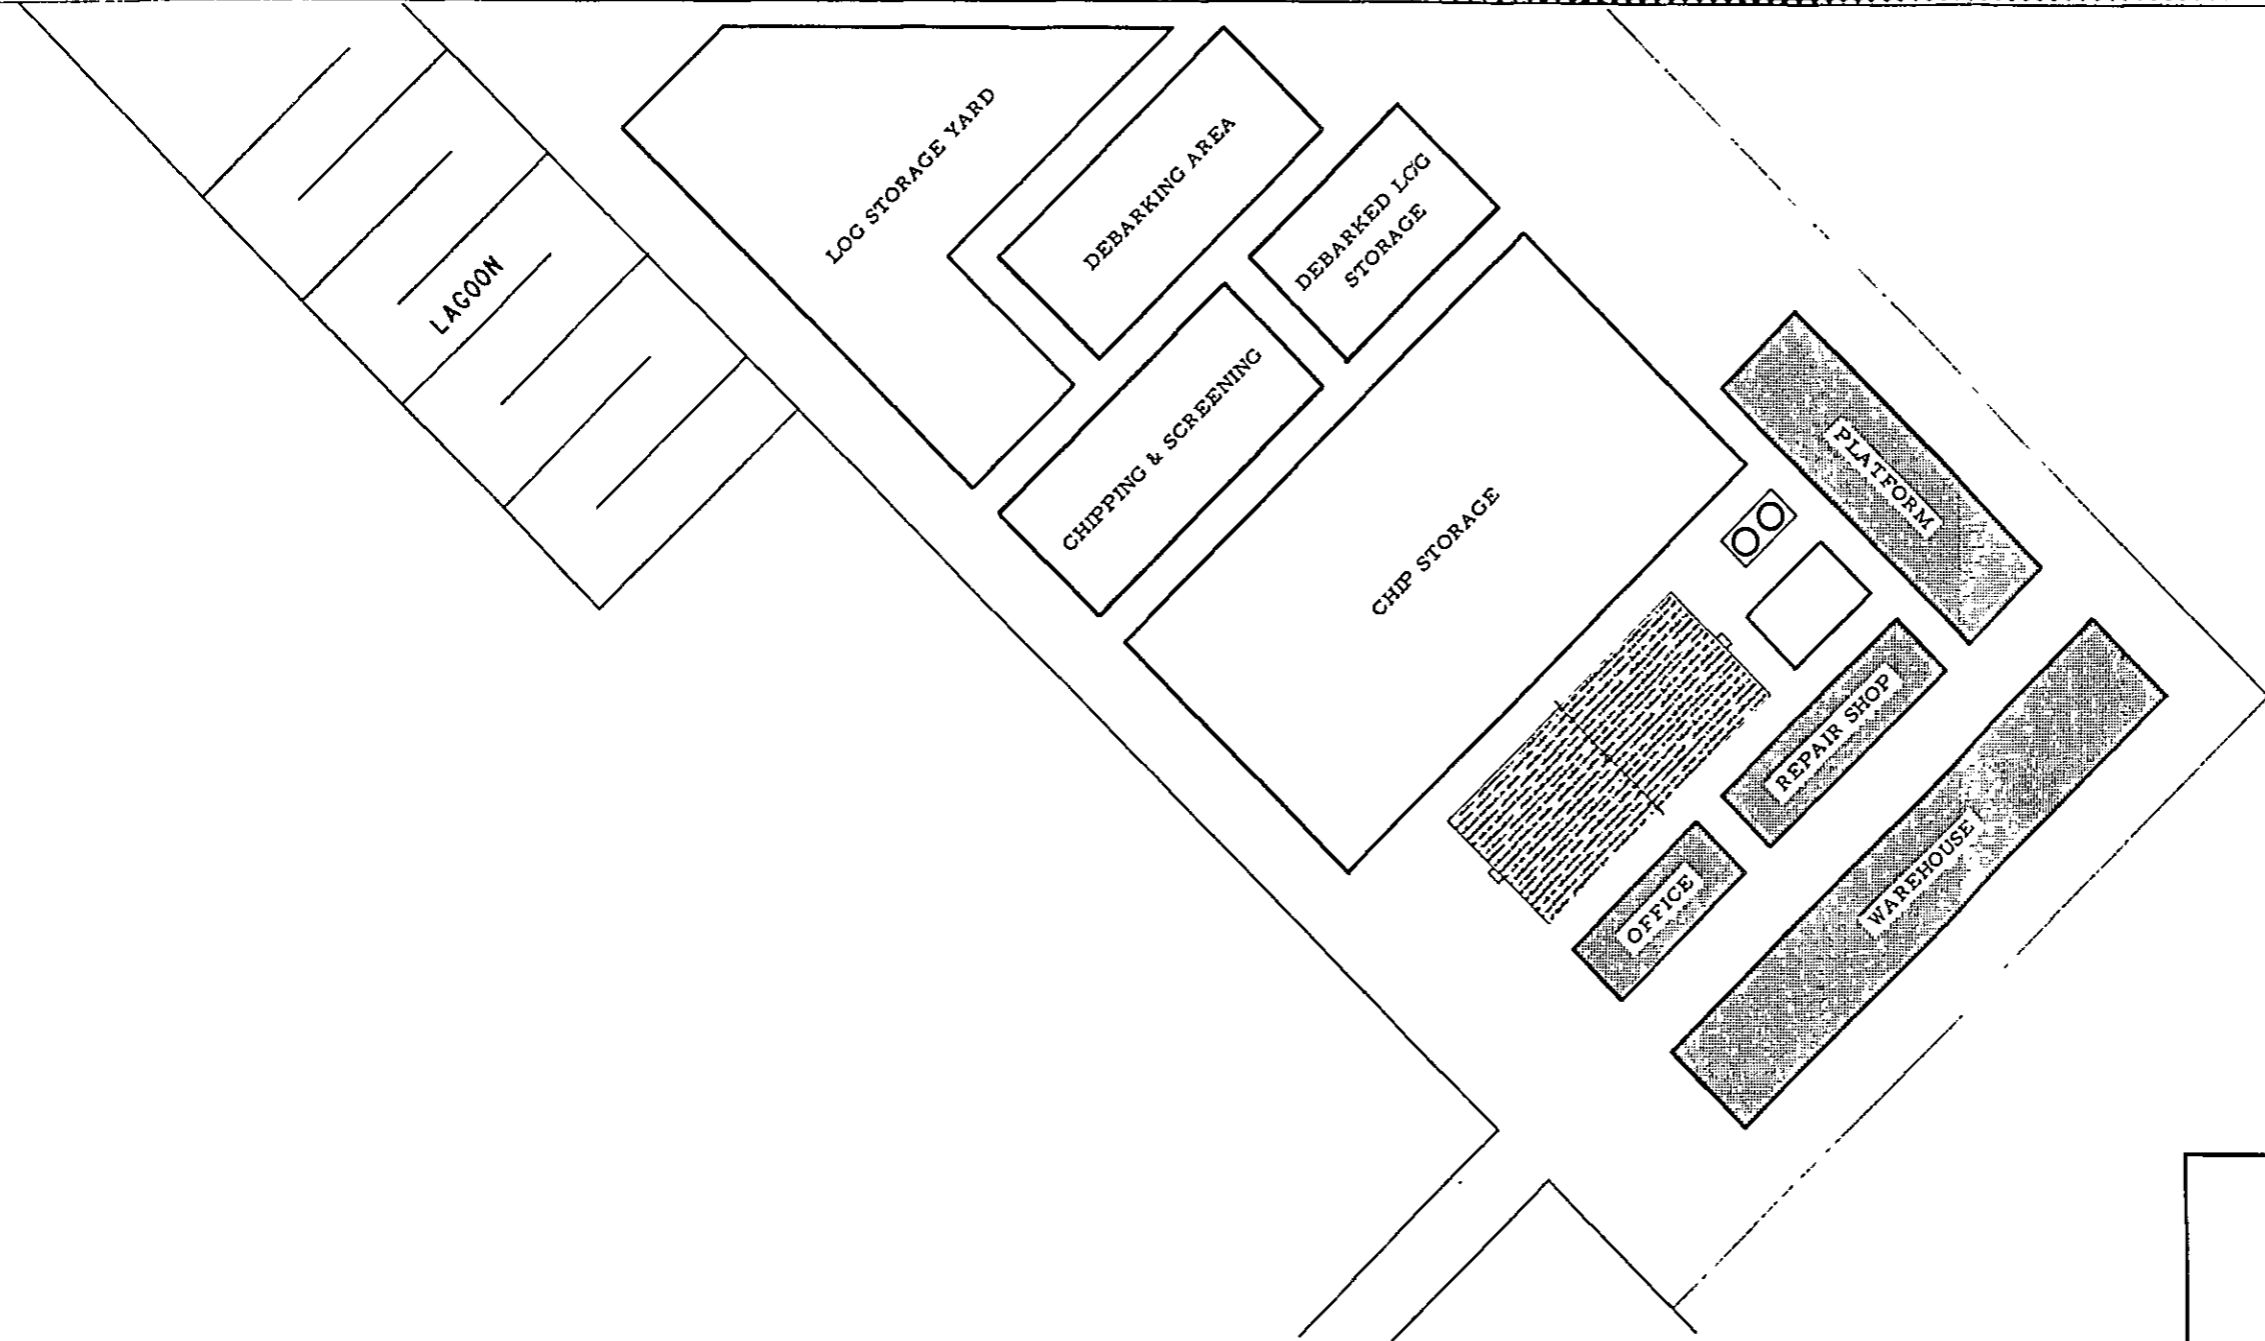 LOG STORAGE YARD
DEBARKING AREA
DEBARKED LOG
STORAGE
LAGOON
CHIPPING & SCREENING
CHIP STORAGE
PLATFORM
REPAIR SHOP
OFFICE
WAREHOUSE